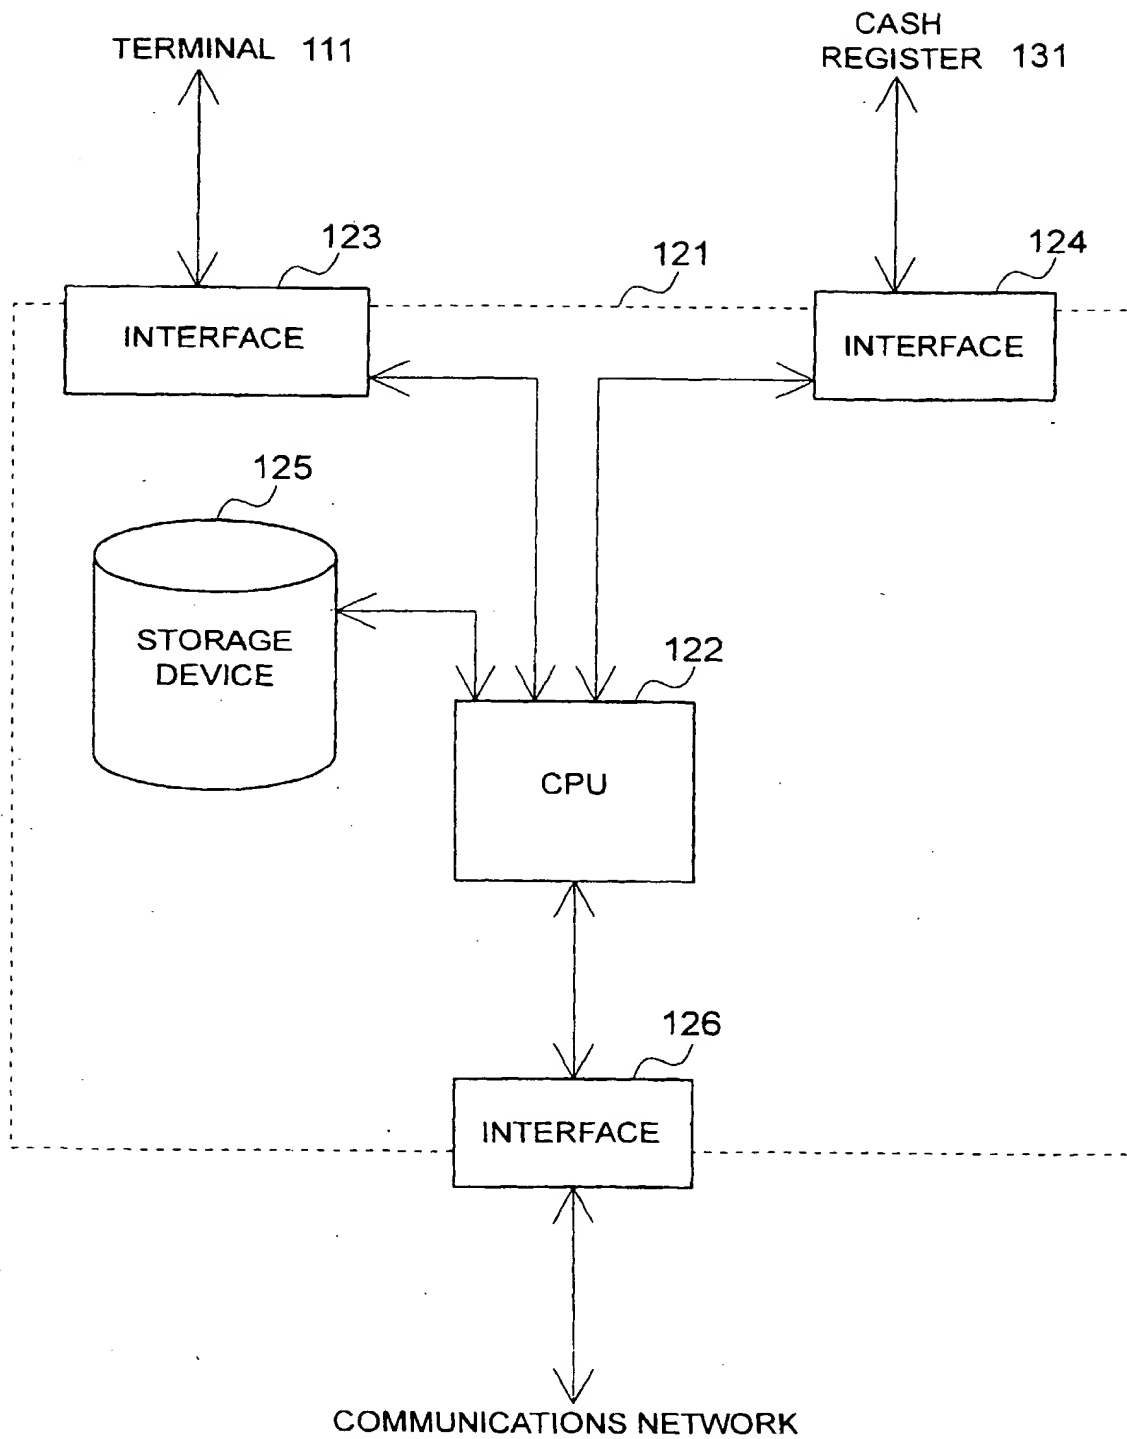 TERMINAL 111
CASH
REGISTER 131
123
121
124
INTERFACE
INTERFACE
125
STORAGE
DEVICE
122
CPU
126
INTERFACE
COMMUNICATIONS NETWORK